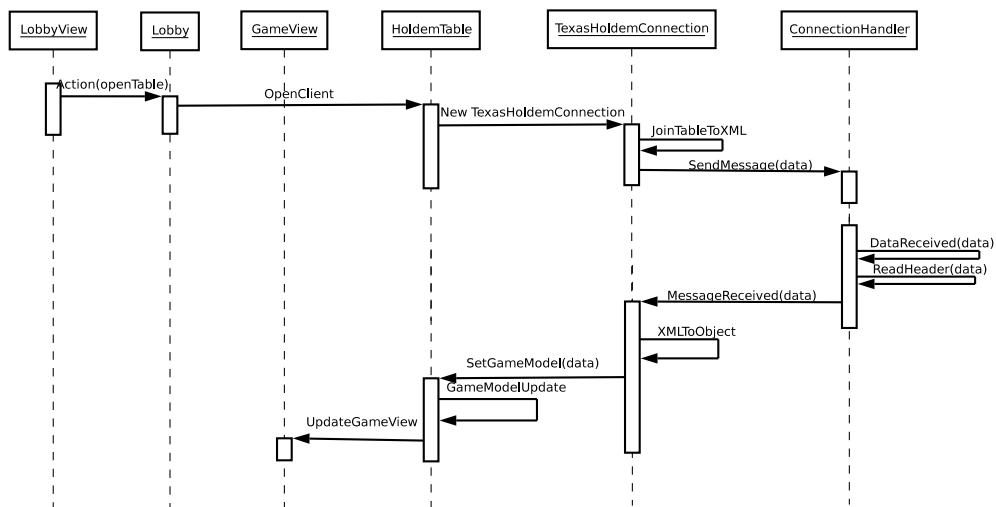 LobbyView
Lobby
GameView
HoldemTable
TexasHoldemConnection
ConnectionHandler
Action(openTable)
OpenClient
New TexasHoldemConnection
JoinTableToXML
SendMessage(data)
DataReceived(data)
ReadHeader(data)
MessageReceived(data)
XMLToObject
SetGameModel(data)
GameModelUpdate
UpdateGameView